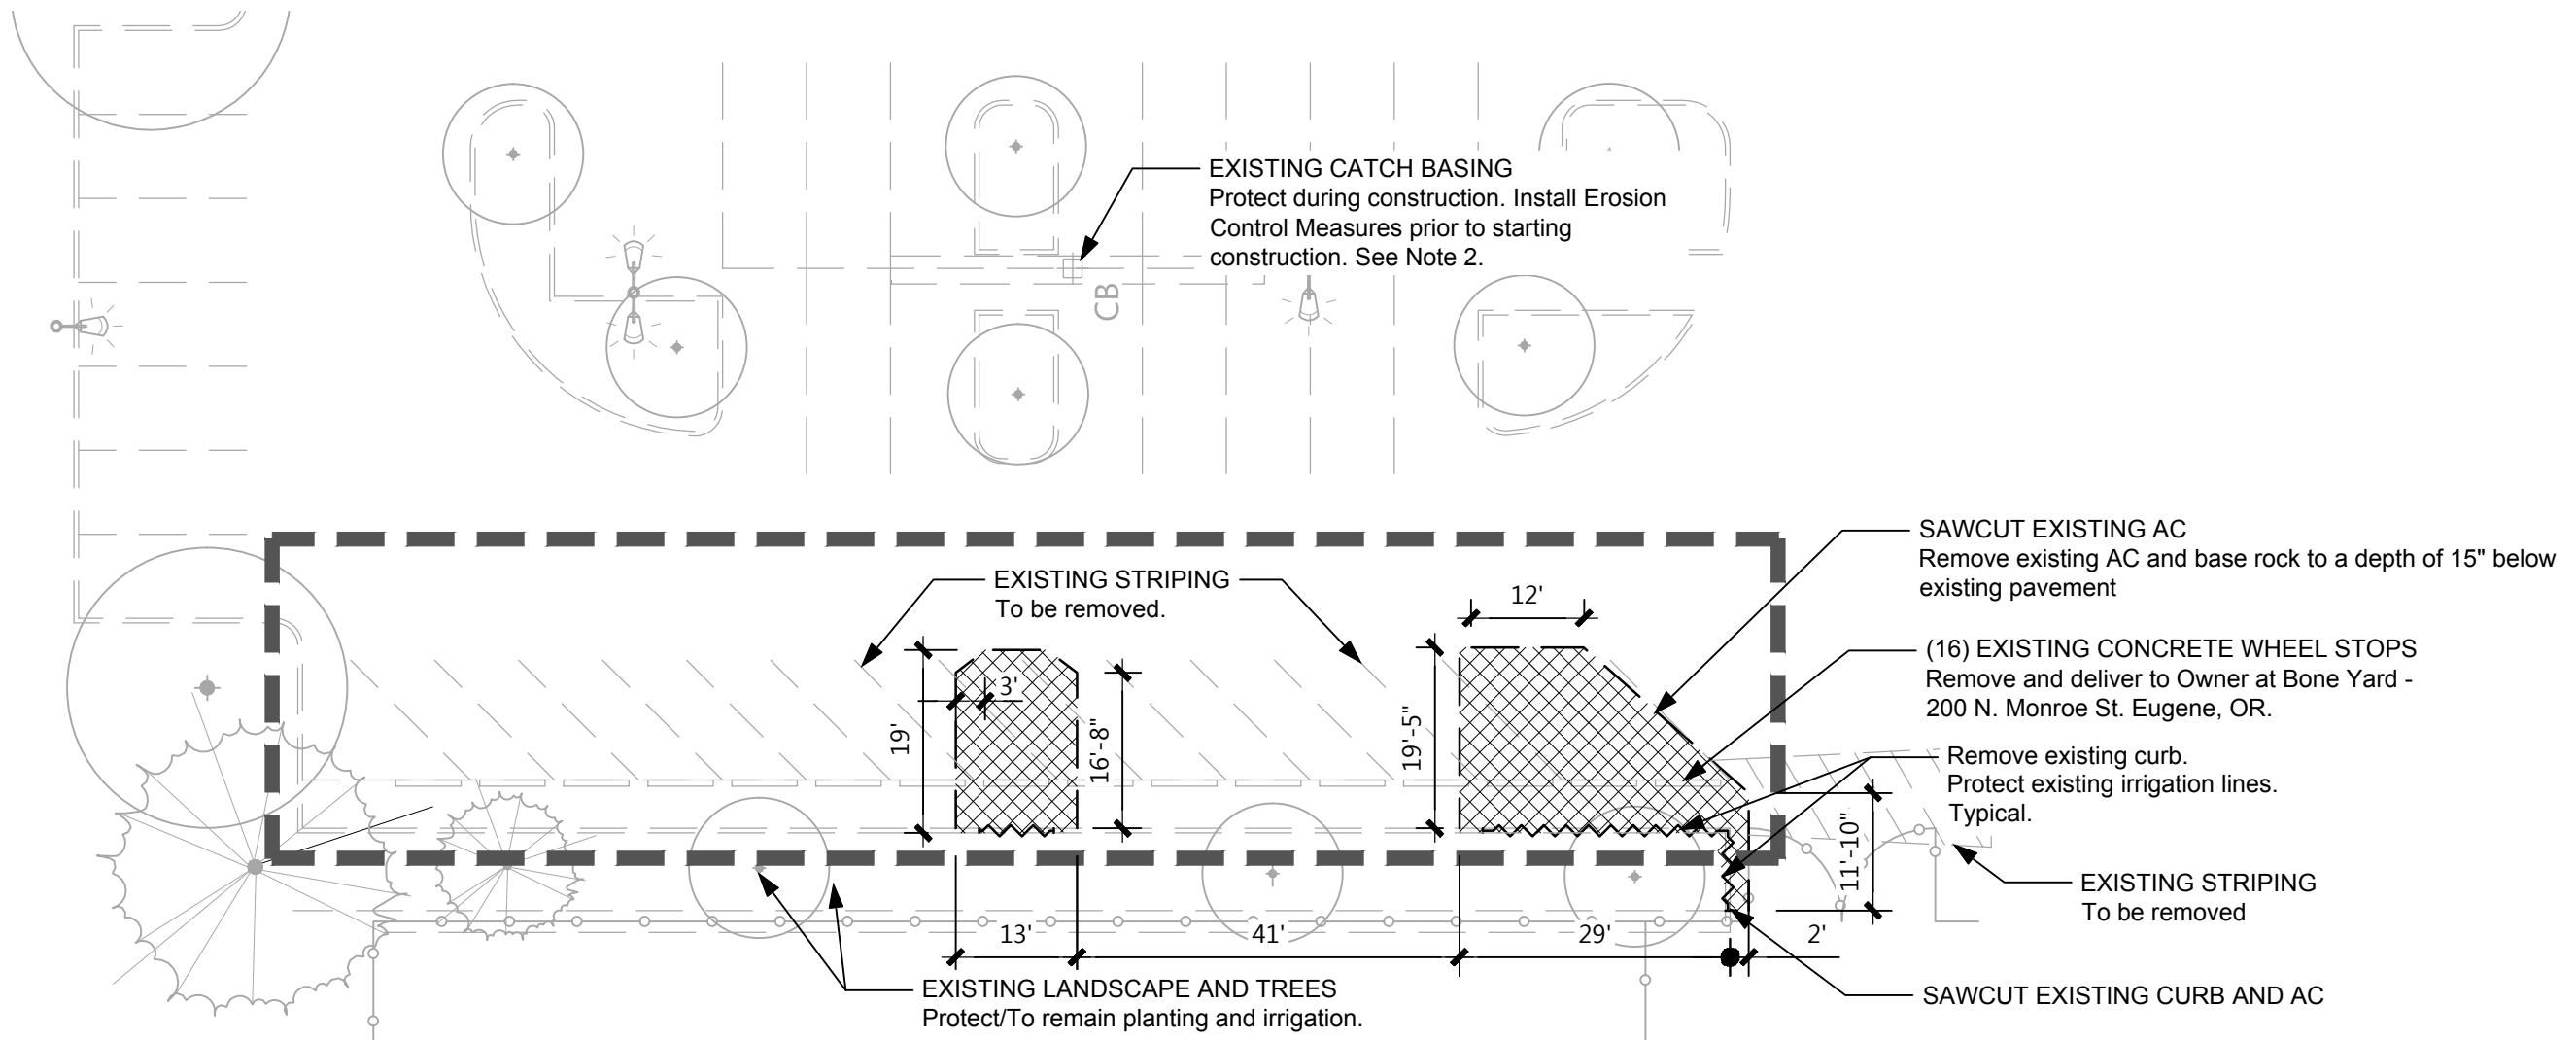 EXISTING CATCH BASING
Protect during construction. Install Erosion
Control Measures prior to starting
construction. See Note 2.
CB
SAWCUT EXISTING AC
Remove existing AC and base rock to a depth of 15" below
existing pavement
EXISTING STRIPING
To be removed.
12'
(16) EXISTING CONCRETE WHEEL STOPS
Remove and deliver to Owner at Bone Yard -
200 N. Monroe St. Eugene, OR.
3'
19'
16'-8"
19'-5"
Remove existing curb.
Protect existing irrigation lines.
Typical.
11'-10"
EXISTING STRIPING
To be removed
13'
41'
29'
2'
EXISTING LANDSCAPE AND TREES
Protect/To remain planting and irrigation.
SAWCUT EXISTING CURB AND AC